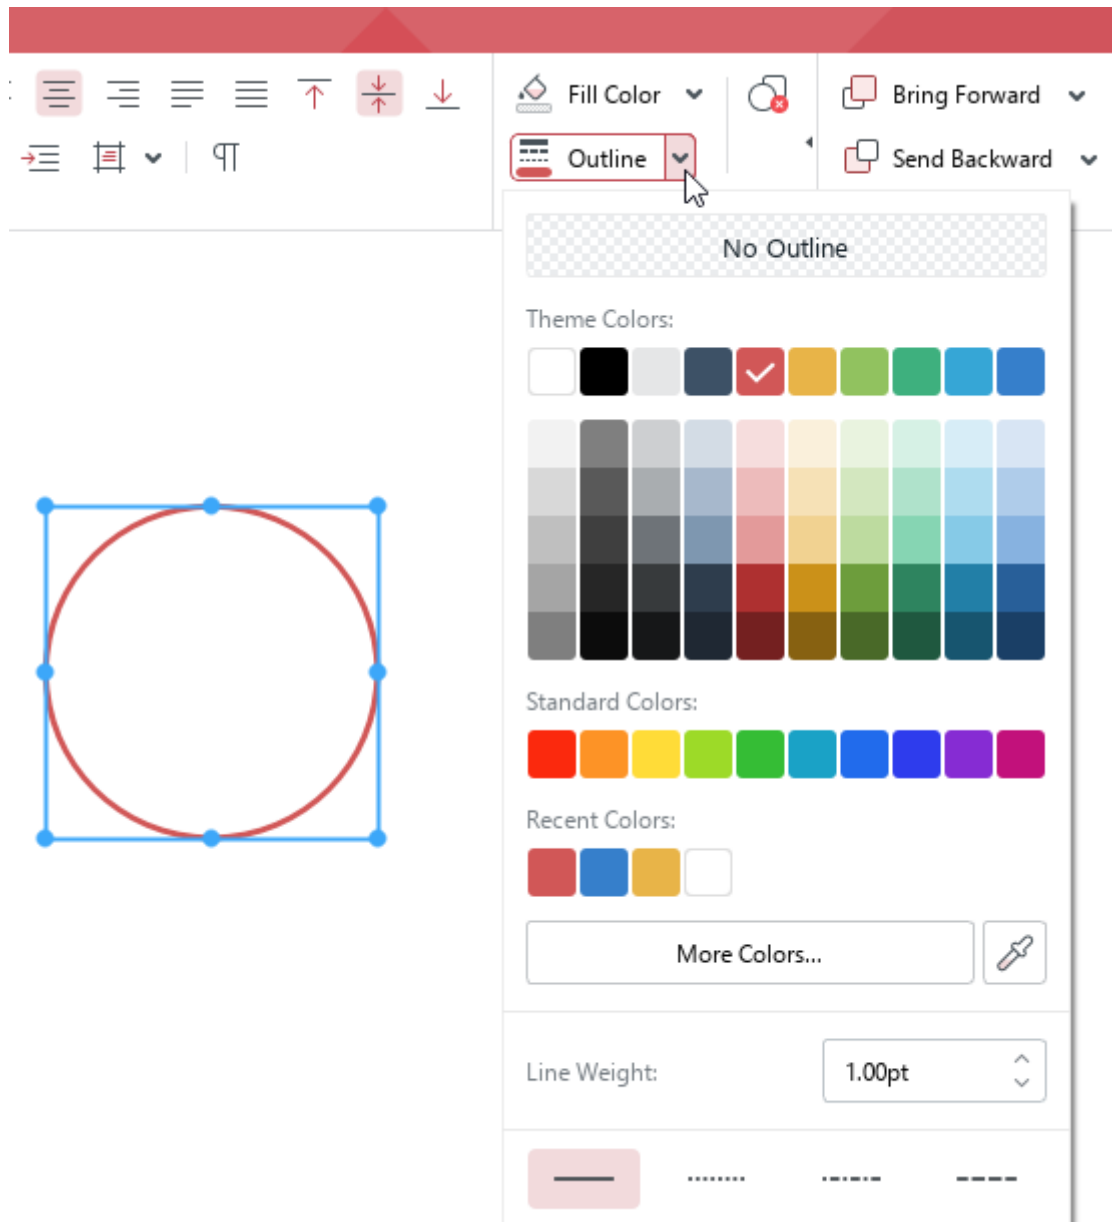 Fill Color
Bring Forward
Outline
Send Backward
No Outline
Theme Colors:
Standard Colors:
Recent Colors:
More Colors...
Line Weight:
1.00pt